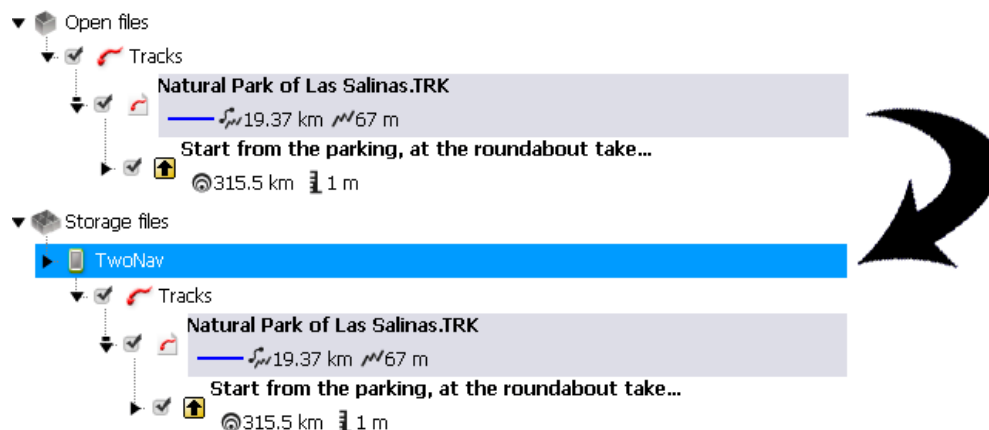 Open files
Tracks
Natural Park of Las Salinas.TRK
19.37 km 67 m
Start from the parking, at the roundabout take...
315.5 km 1 m
Storage files
TwoNav
Tracks
Natural Park of Las Salinas.TRK
19.37 km 67 m
Start from the parking, at the roundabout take...
315.5 km 1 m